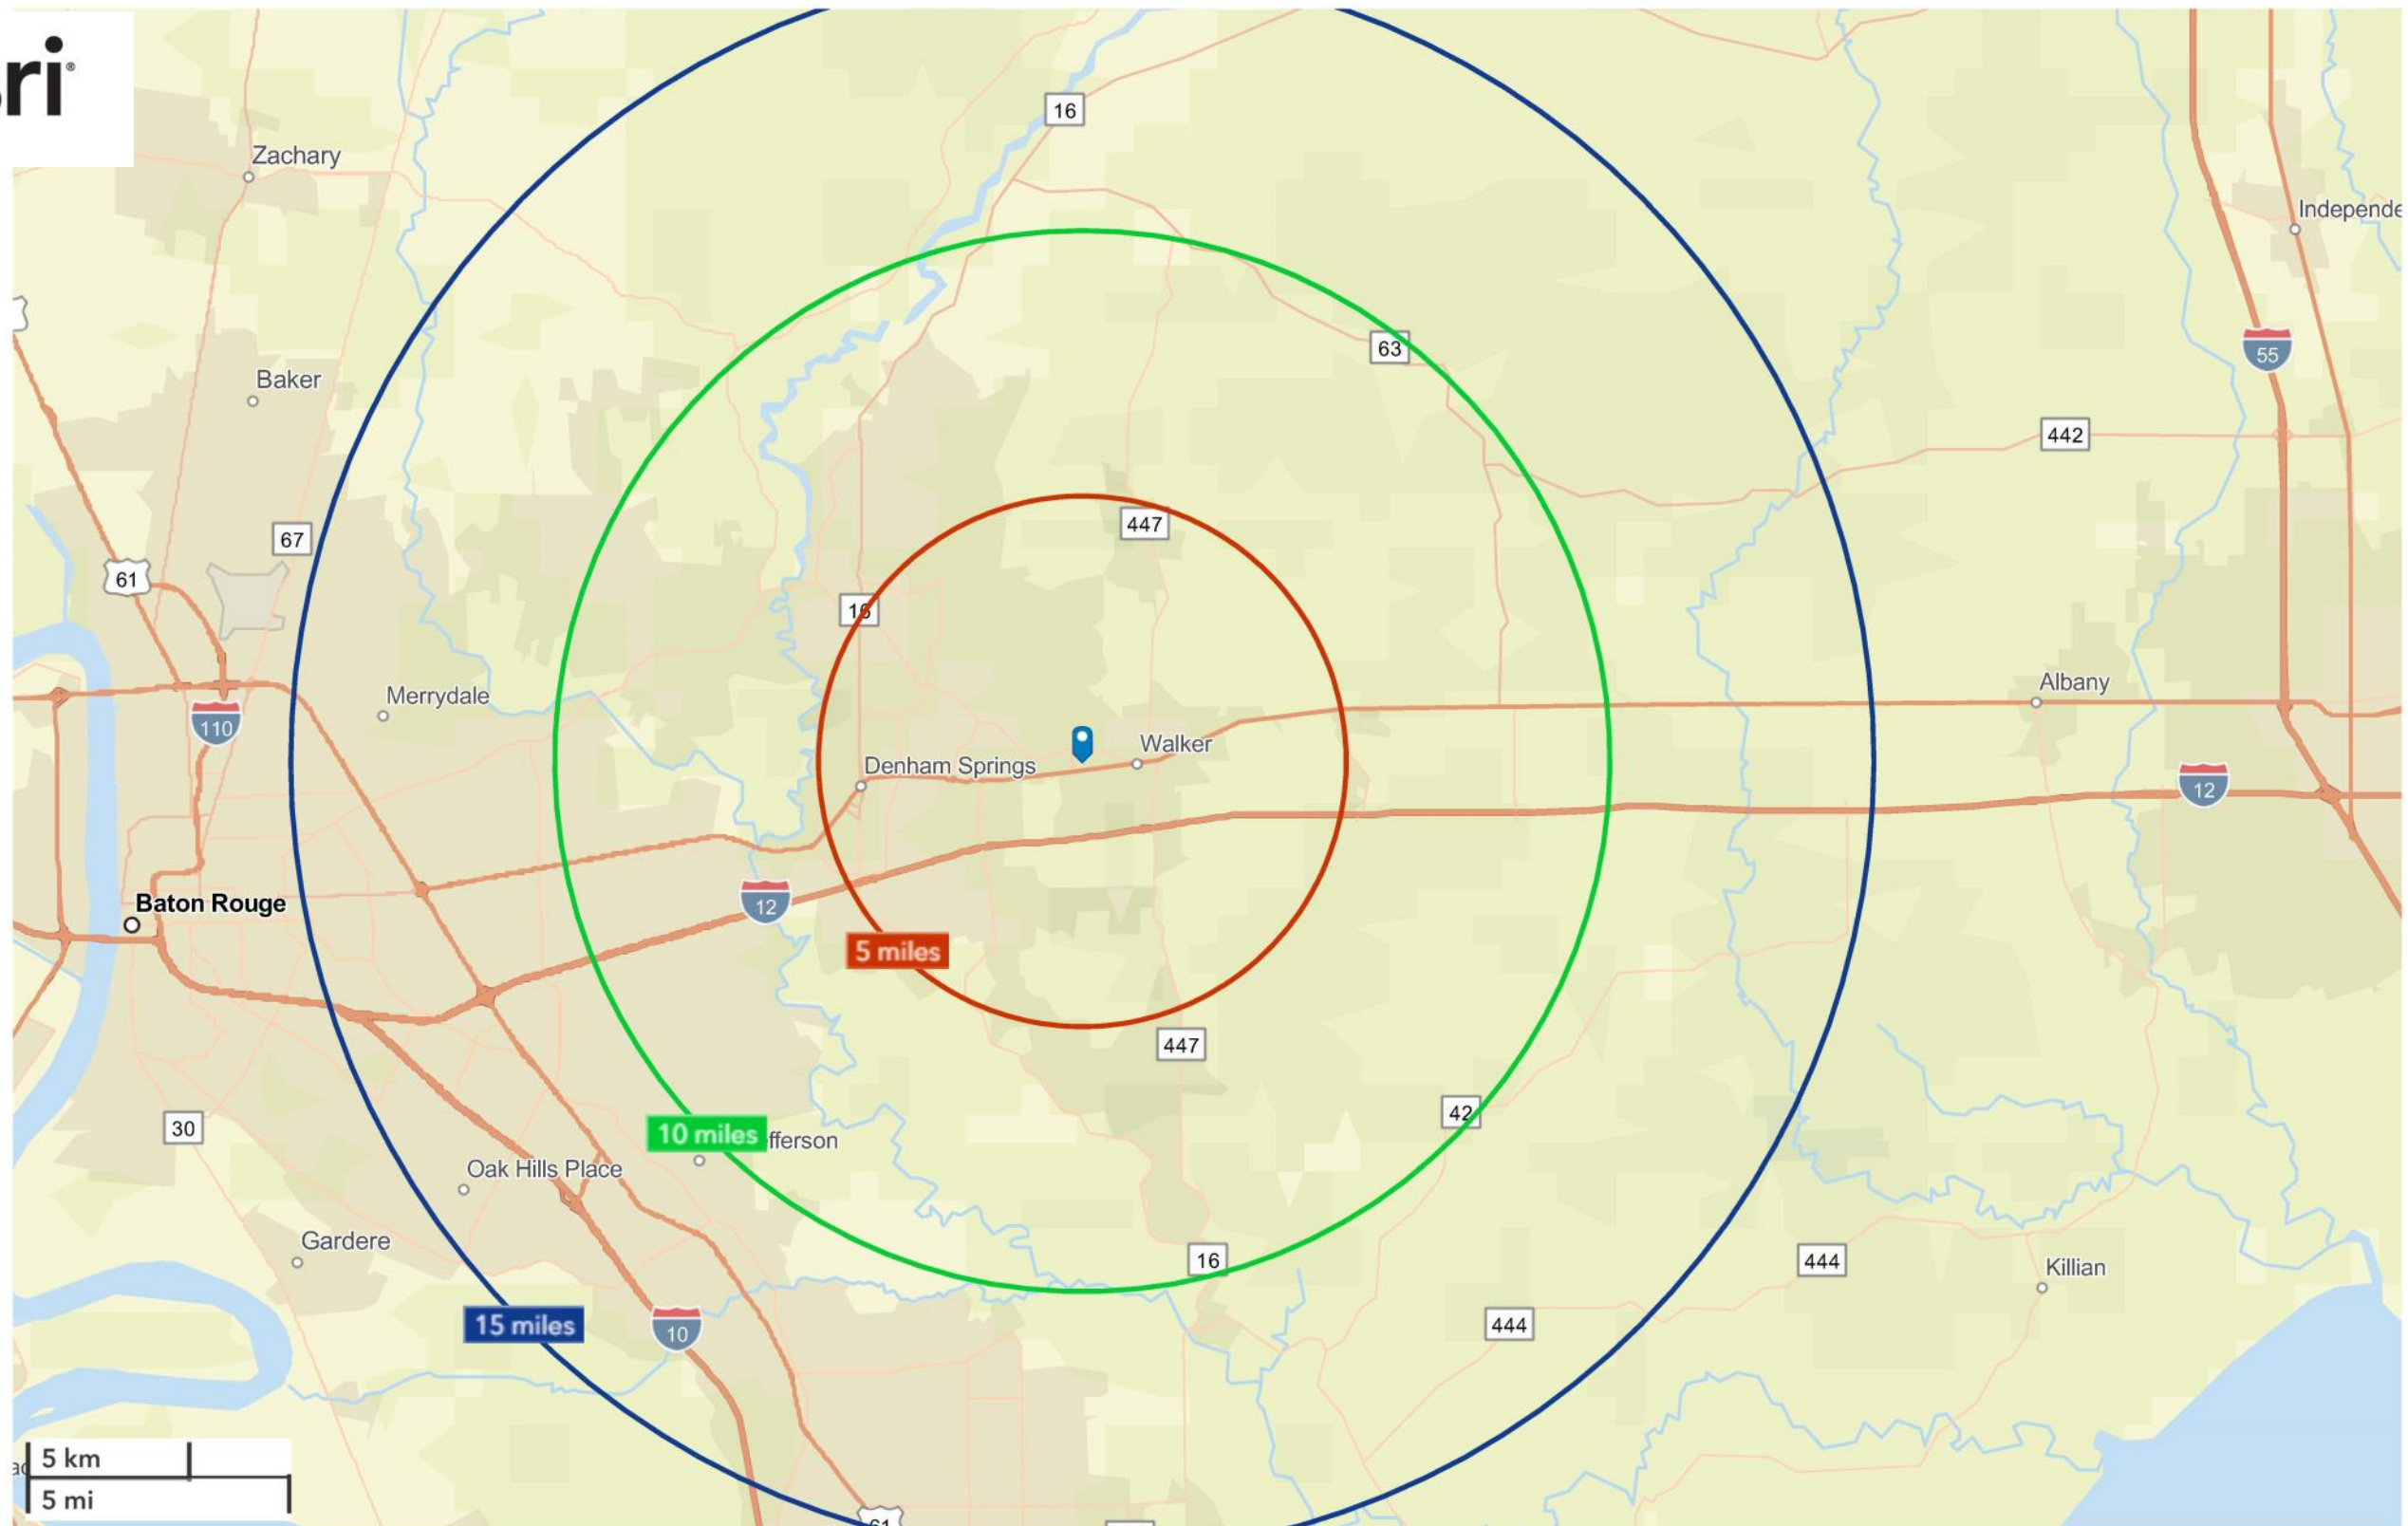 ri®
16
Zachary
Independe
63
55
Baker
442
447
67
61
16
Merrydale
Albany
110
Walker
Denham Springs
12
12
Baton Rouge
5 miles
447
42
30
10 miles
fferson
Oak Hills Place
Gardere
16
444
Killian
15 miles
10
444
5 km
5 mi
61